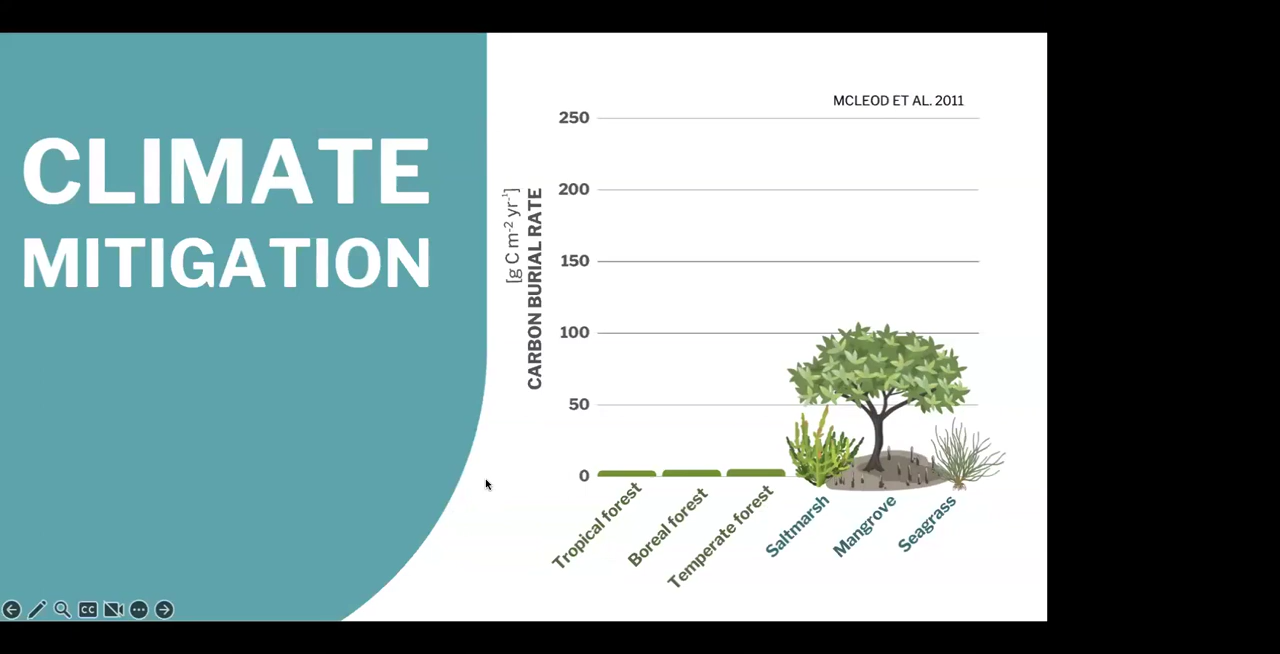 CLIMATE
MITIGATION
MCLEOD ET AL. 2011
[g C m⁻² yr⁻¹]
CARBON BURIAL RATE
250
200
150
100
50
0
Tropical forest
Boreal forest
Temperate forest
Saltmarsh
Mangrove
Seagrass
CC